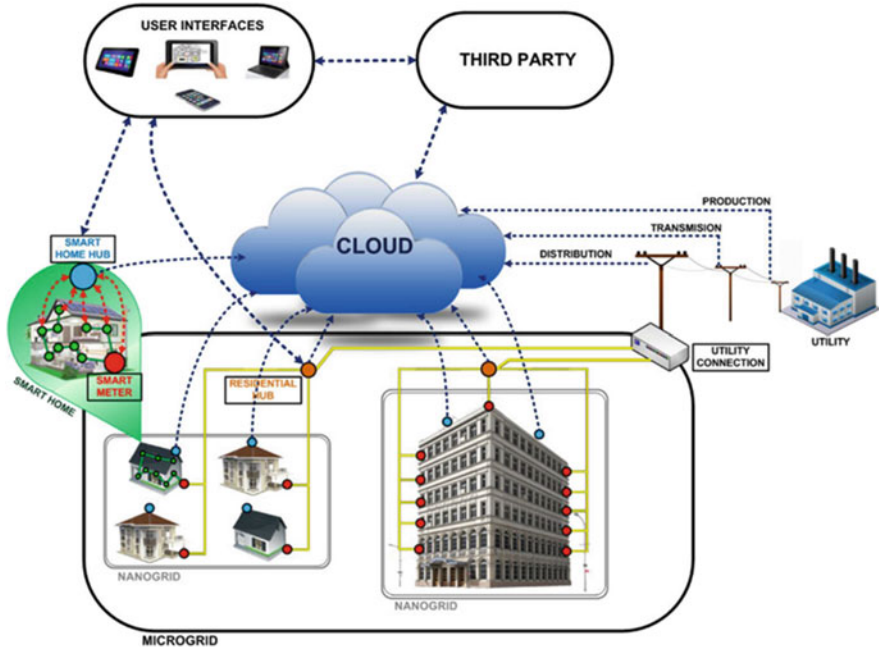 USER INTERFACES
THIRD PARTY
PRODUCTION
TRANSMISION
DISTRIBUTION
CLOUD
SMART
HOME HUB
UTILITY
UTILITY
CONNECTION
SMART
METER
SMART HOME
RESIDENTIAL
HUB
NANOGRID
NANOGRID
MICROGRID